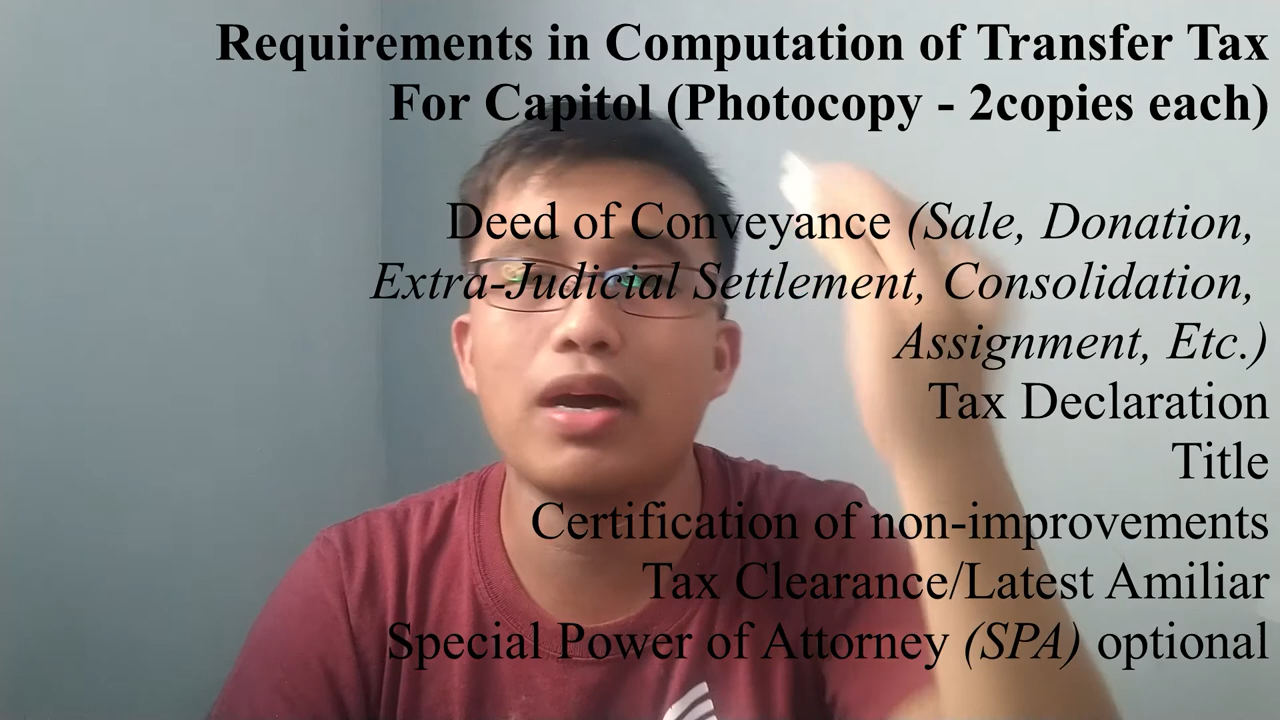 Requirements in Computation of Transfer Tax
For Capitol (Photocopy - 2copies each)
Deed of Conveyance (Sale, Donation,
Extra-Judicial Settlement, Consolidation,
Assignment, Etc.)
Tax Declaration
Title
Certification of non-improvements
Tax Clearance/Latest Amiliar
Special Power of Attorney (SPA) optional